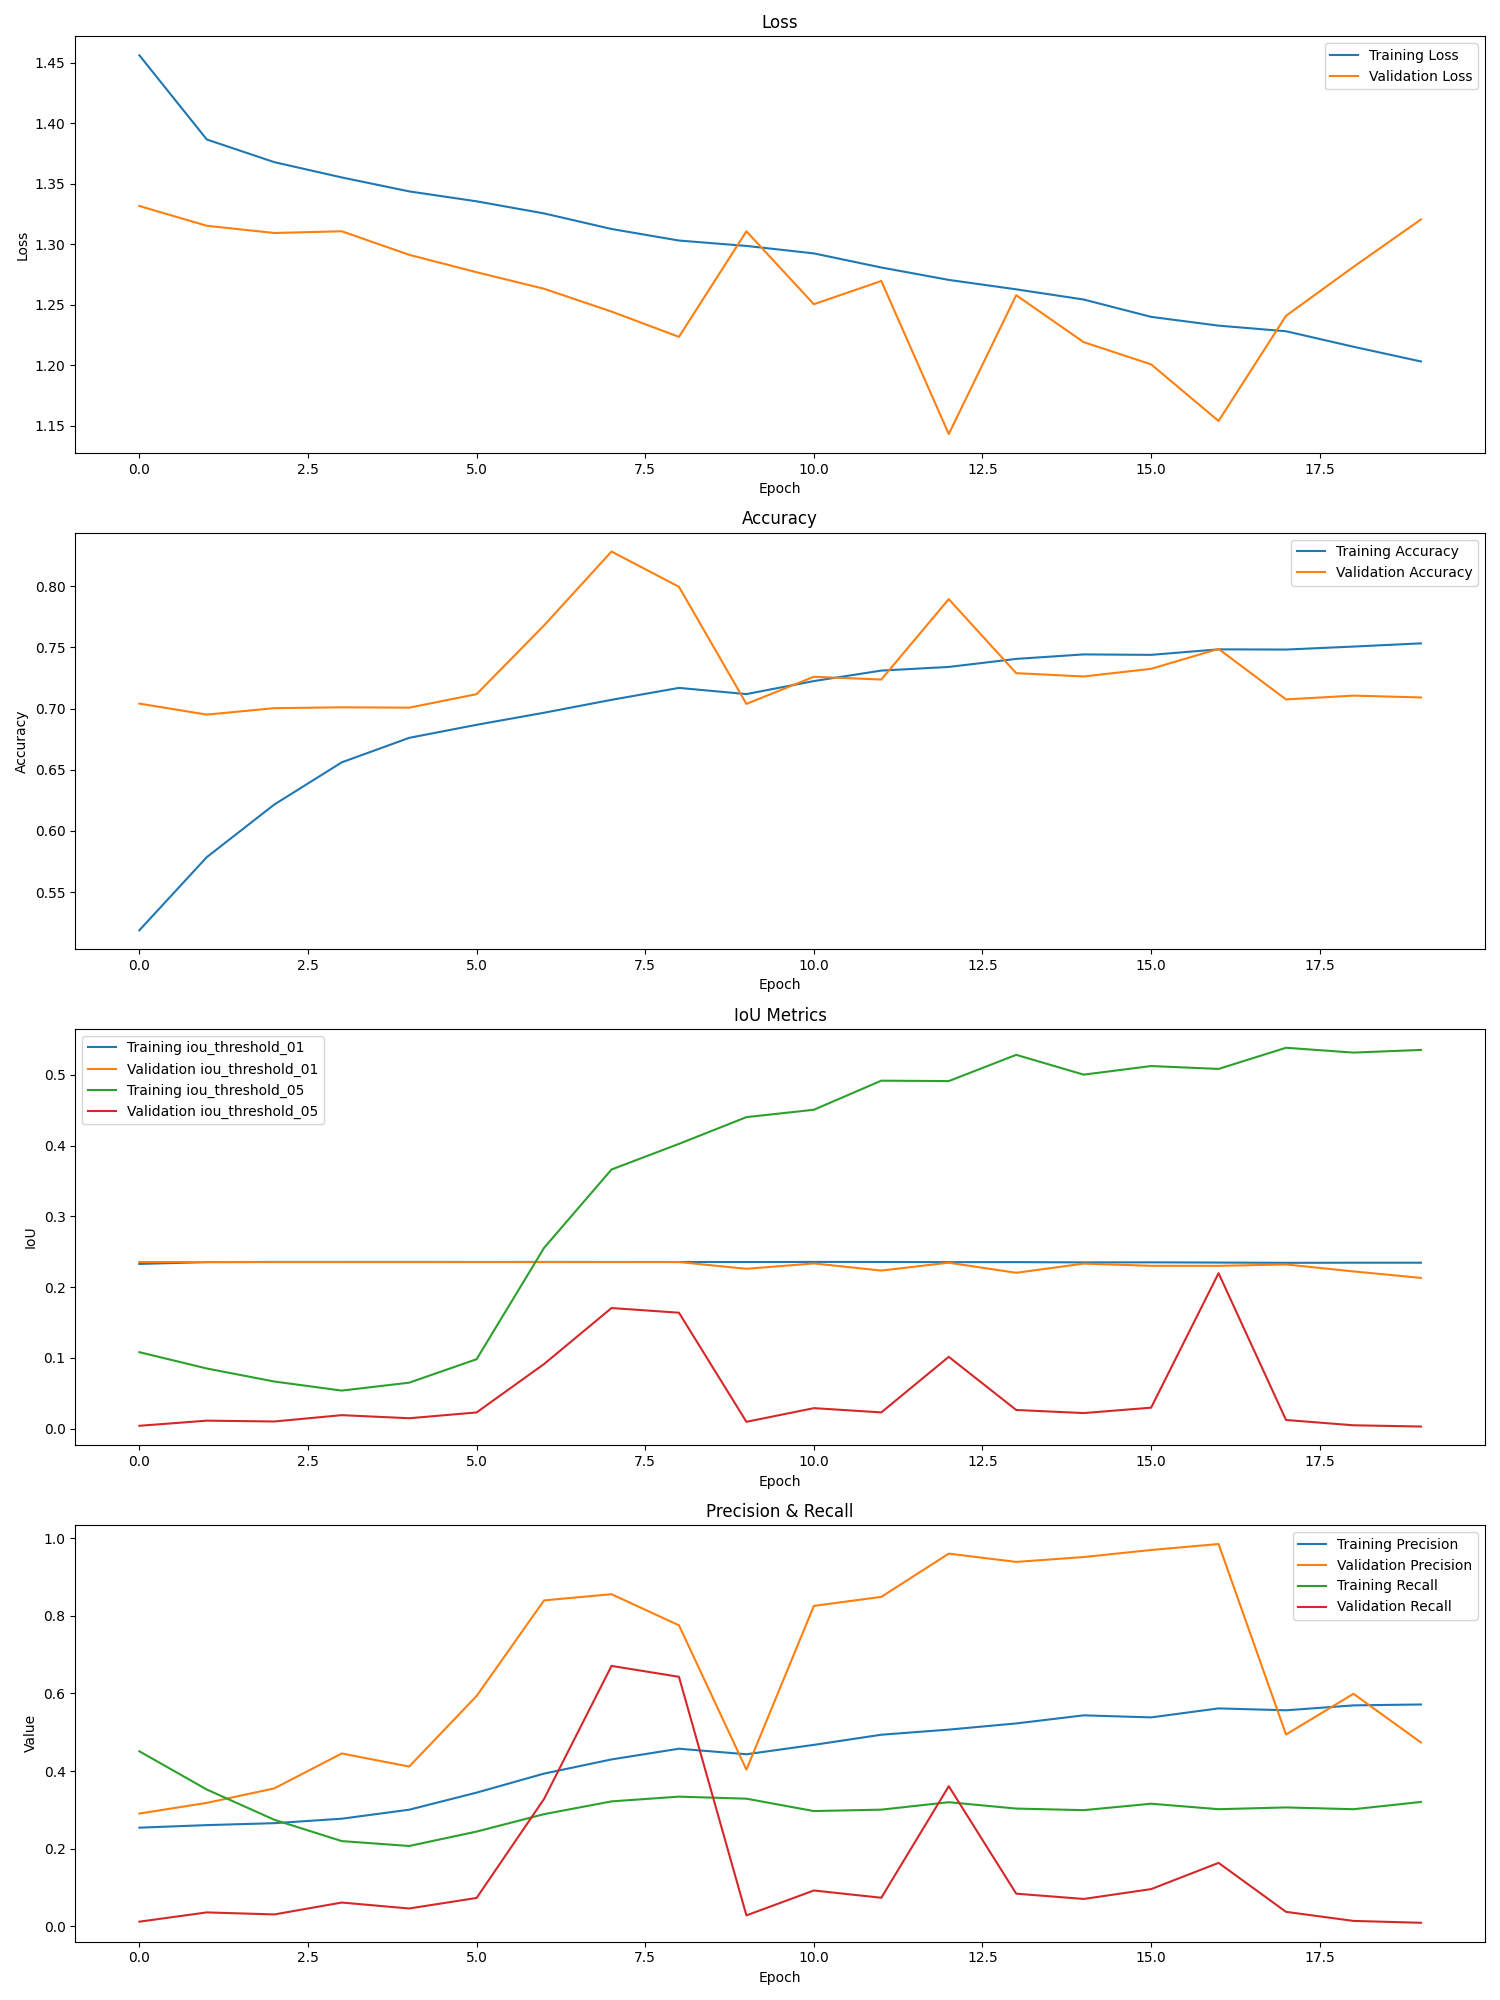 Loss
Training Loss
Validation Loss
1.45
1.40
1.35
1.30
1.25
1.20
1.15
Loss
0.0 2.5 5.0 7.5 10.0 12.5 15.0 17.5
Epoch
Accuracy
Training Accuracy
Validation Accuracy
0.80
0.75
0.70
0.65
0.60
0.55
Accuracy
0.0 2.5 5.0 7.5 10.0 12.5 15.0 17.5
Epoch
IoU Metrics
Training iou_threshold_01
Validation iou_threshold_01
Training iou_threshold_05
Validation iou_threshold_05
0.5
0.4
0.3
0.2
0.1
0.0
IoU
0.0 2.5 5.0 7.5 10.0 12.5 15.0 17.5
Epoch
Precision & Recall
Training Precision
Validation Precision
Training Recall
Validation Recall
1.0
0.8
0.6
0.4
0.2
0.0
Value
0.0 2.5 5.0 7.5 10.0 12.5 15.0 17.5
Epoch